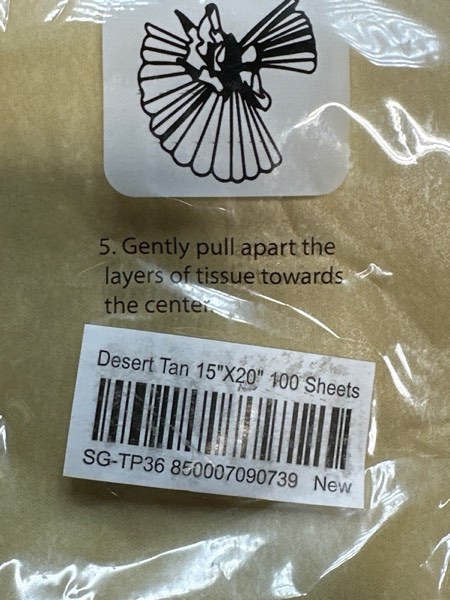 5. Gently pull apart the
layers of tissue towards
the center.
Desert Tan 15"X20" 100 Sheets
SG-TP36 850007090739 New